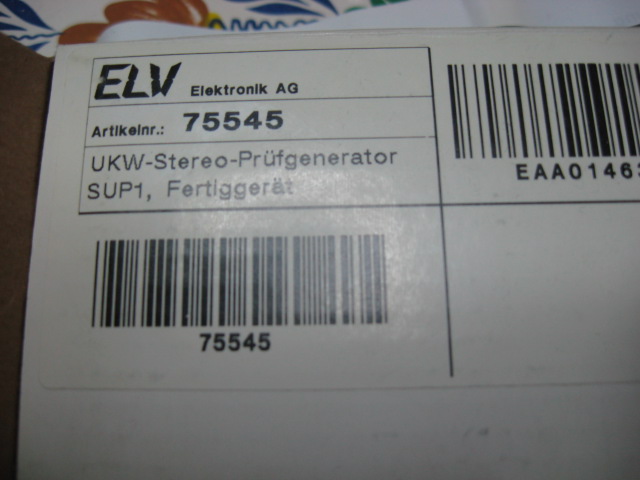 ELV Elektronik AG
Artikelnr.: 75545
UKW-Stereo-Prüfgenerator
SUP1, Fertiggerät
75545
EAA0146